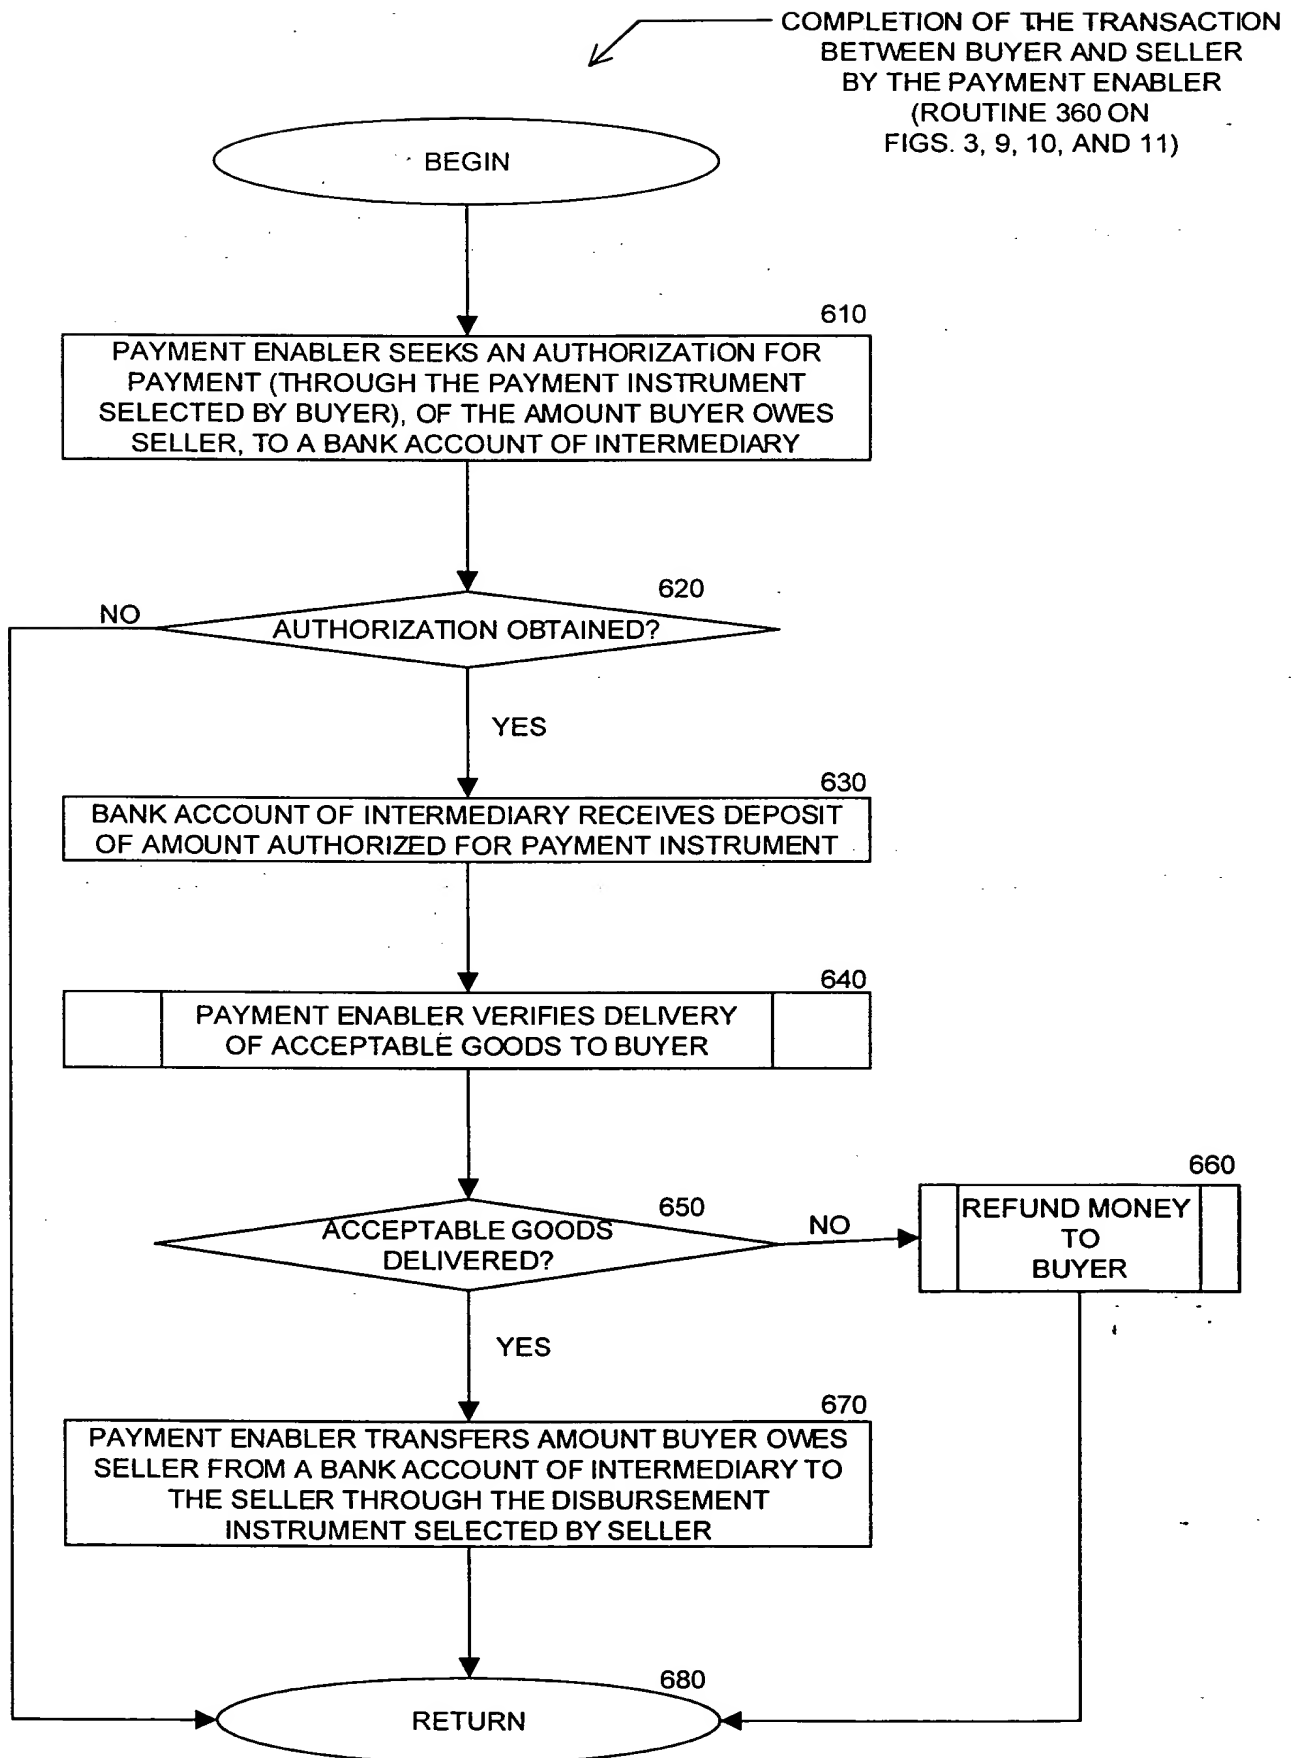 COMPLETION OF THE TRANSACTION
BETWEEN BUYER AND SELLER
BY THE PAYMENT ENABLER
(ROUTINE 360 ON
FIGS. 3, 9, 10, AND 11)
BEGIN
610
PAYMENT ENABLER SEEKS AN AUTHORIZATION FOR
PAYMENT (THROUGH THE PAYMENT INSTRUMENT
SELECTED BY BUYER), OF THE AMOUNT BUYER OWES
SELLER, TO A BANK ACCOUNT OF INTERMEDIARY
620
NO
AUTHORIZATION OBTAINED?
YES
630
BANK ACCOUNT OF INTERMEDIARY RECEIVES DEPOSIT
OF AMOUNT AUTHORIZED FOR PAYMENT INSTRUMENT
640
PAYMENT ENABLER VERIFIES DELIVERY
OF ACCEPTABLE GOODS TO BUYER
650
ACCEPTABLE GOODS
DELIVERED?
NO
660
REFUND MONEY
TO
BUYER
YES
670
PAYMENT ENABLER TRANSFERS AMOUNT BUYER OWES
SELLER FROM A BANK ACCOUNT OF INTERMEDIARY TO
THE SELLER THROUGH THE DISBURSEMENT
INSTRUMENT SELECTED BY SELLER
680
RETURN